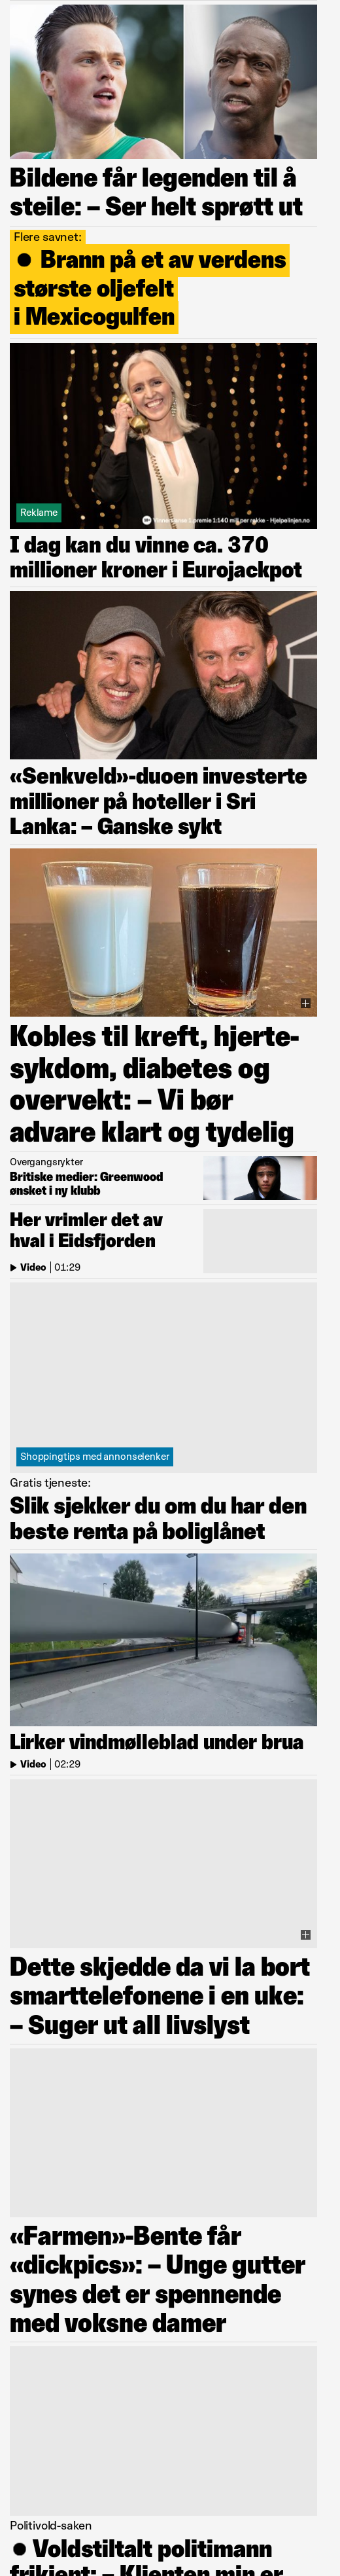 Bildene får legenden til å
steile: – Ser helt sprøtt ut
Flere savnet:
● Brann på et av verdens
største oljefelt
i Mexicogulfen
Reklame
1.premie 1:140 mill per rekke - Hjelpelinjen.no
I dag kan du vinne ca. 370
millioner kroner i Eurojackpot
«Senkveld»-duoen investerte
millioner på hoteller i Sri
Lanka: – Ganske sykt
Kobles til kreft, hjerte-
sykdom, diabetes og
overvekt: – Vi bør
advare klart og tydelig
Overgangsrykter
Britiske medier: Greenwood
ønsket i ny klubb
Her vrimler det av
hval i Eidsfjorden
Video | 01:29
Shoppingtips med annonselenker
Gratis tjeneste:
Slik sjekker du om du har den
beste renta på boliglånet
Lirker vindmølleblad under brua
Video | 02:29
Dette skjedde da vi la bort
smarttelefonene i en uke:
– Suger ut all livslyst
«Farmen»-Bente får
«dickpics»: – Unge gutter
synes det er spennende
med voksne damer
Politivold-saken
● Voldstiltalt politimann
frikjent: – Klienten min er